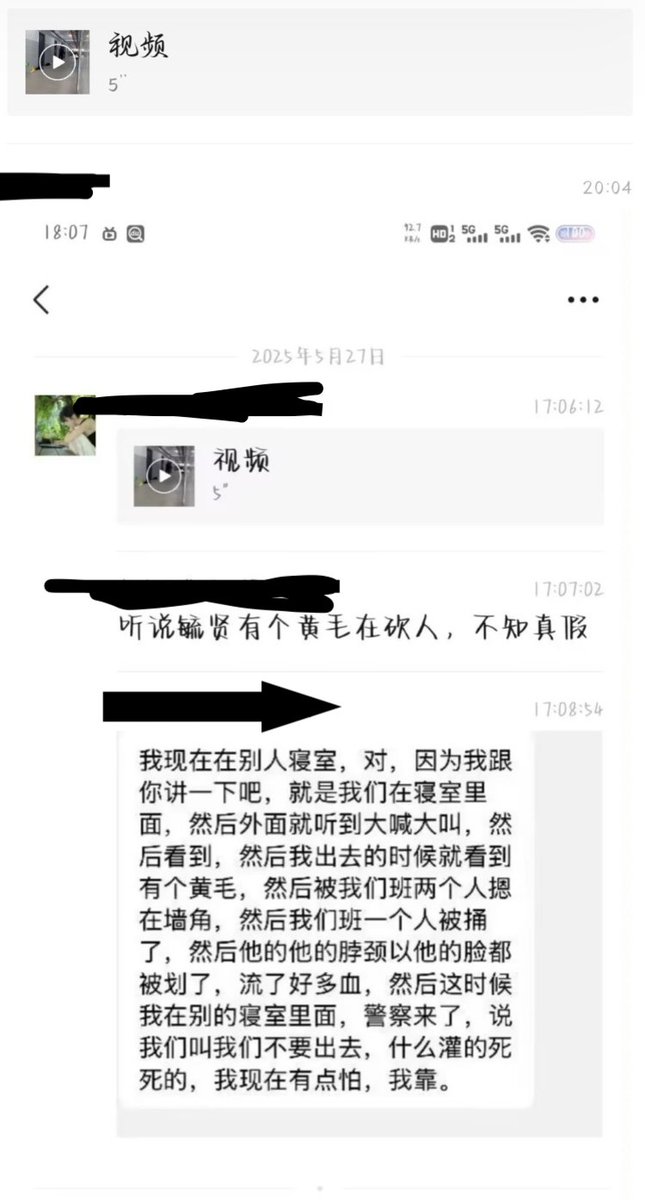 视频
5''
20:04
18:07
92.7 K B/s HD 1 2 5G 5G 100
2025年5月27日
17:06:12
视频
5"
17:07:02
听说毓贤有个黄毛在砍人，不知真假
17:08:54
我现在在别人寝室，对，因为我跟
你讲一下吧，就是我们在寝室里
面，然后外面就听到大喊大叫，然
后看到，然后我出去的时候就看到
有个黄毛，然后被我们班两个人摁
在墙角，然后我们班一个人被捅
了，然后他的他的脖颈以他的脸都
被划了，流了好多血，然后这时候
我在别的寝室里面，警察来了，说
我们叫我们不要出去，什么灌的死
死的，我现在有点怕，我靠。